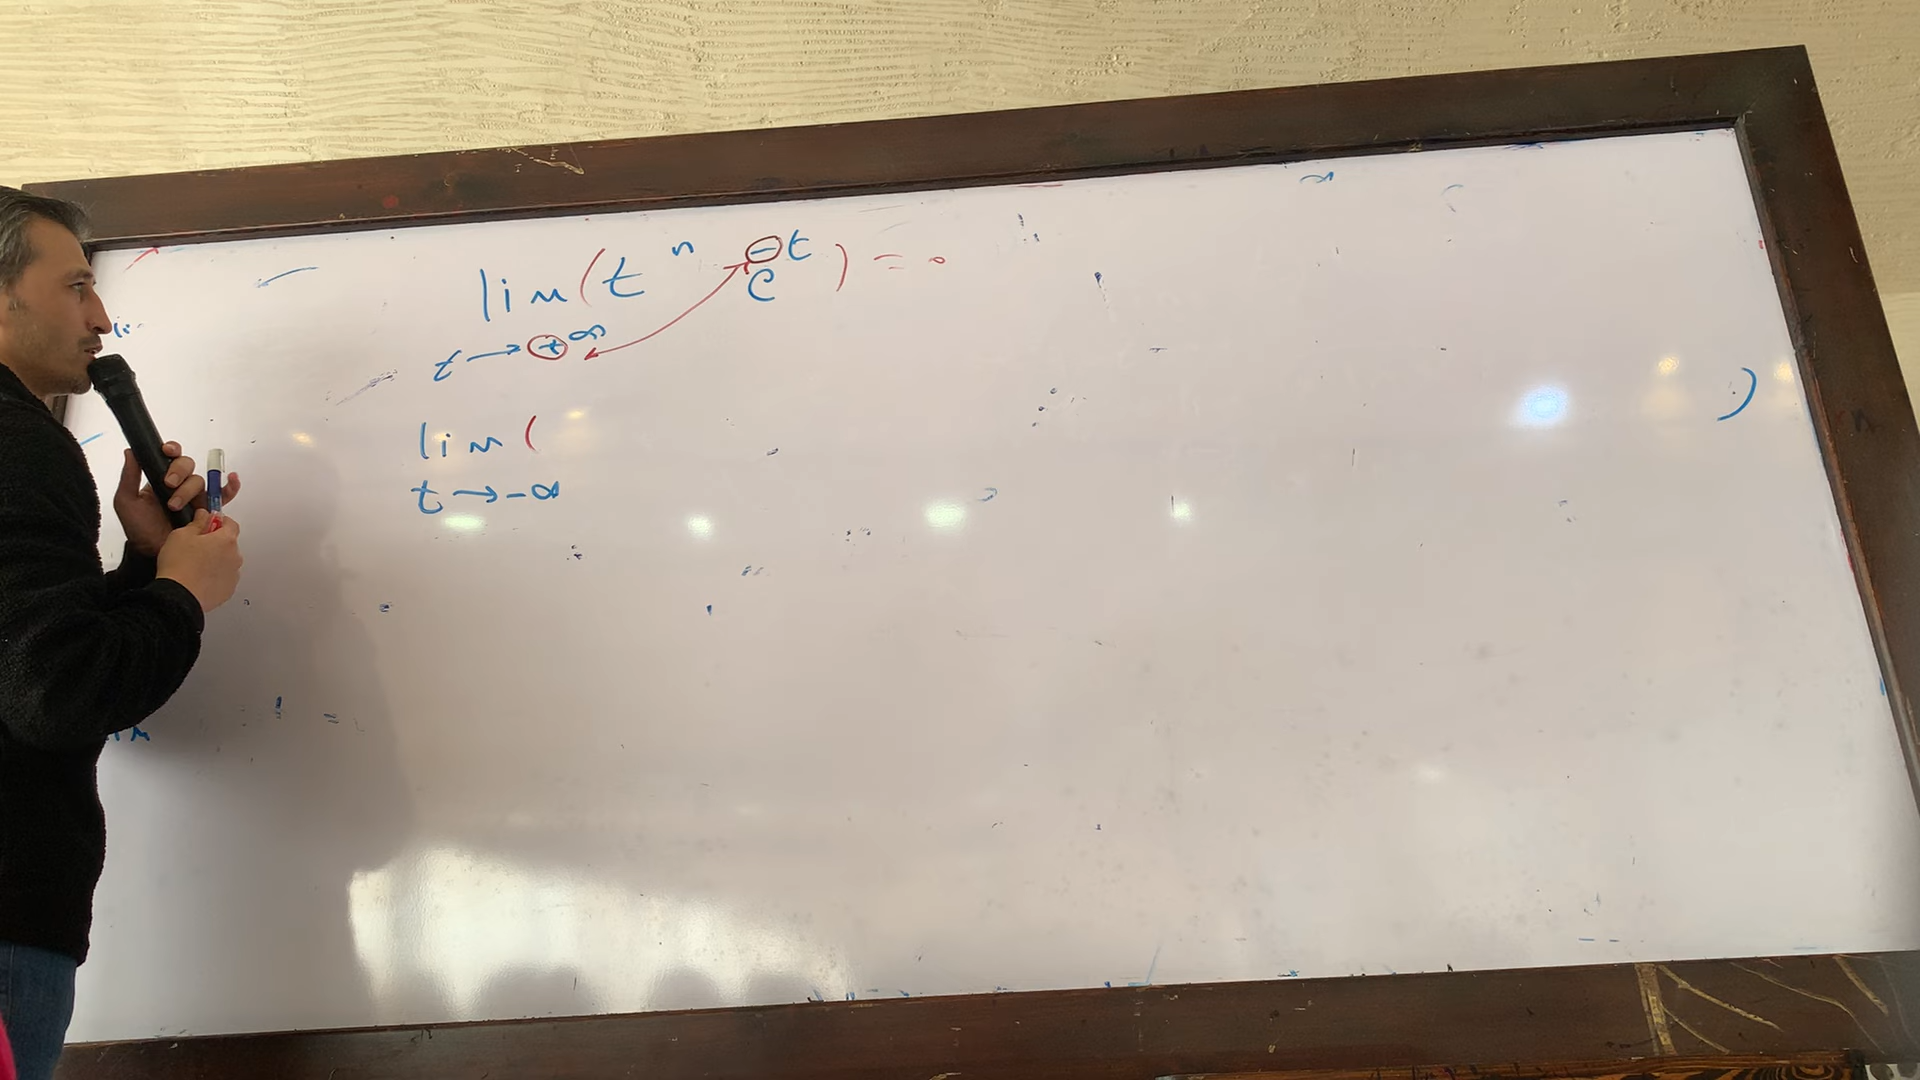 lim(t^n e^-t) = 0
t → +∞
lim(
t → -∞